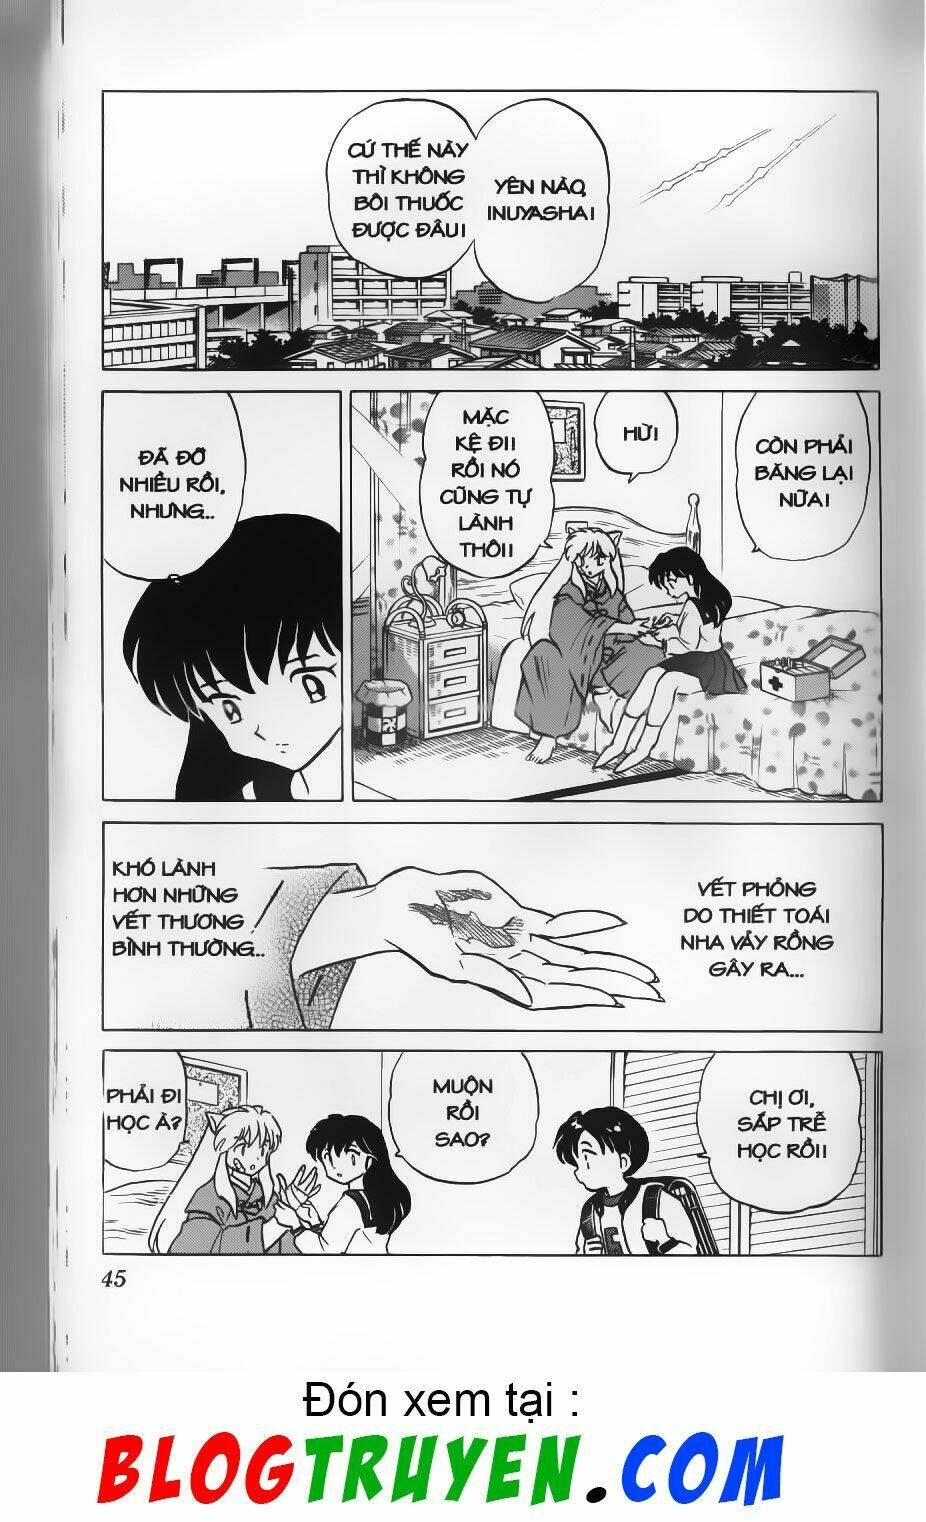 YÊN NÀO,
INUYASHA!
CỨ THẾ NÀY
THÌ KHÔNG
BÔI THUỐC
ĐƯỢC ĐÂU!
CÒN PHẢI
BĂNG LẠI
NỮA!
HỪ!
MẶC
KỆ ĐI!
RỒI NÓ
CŨNG TỰ
LÀNH
THÔI!
ĐÃ ĐỠ
NHIỀU RỒI,
NHƯNG...
VẾT PHỎNG
DO THIẾT TOÁI
NHA VẢY RỒNG
GÂY RA...
KHÓ LÀNH
HƠN NHỮNG
VẾT THƯƠNG
BÌNH THƯỜNG...
CHỊ ƠI,
SẮP TRỄ
HỌC RỒI!
MUỘN
RỒI
SAO?
PHẢI ĐI
HỌC À?
45
Đón xem tại :
BLOGTRUYEN.COM